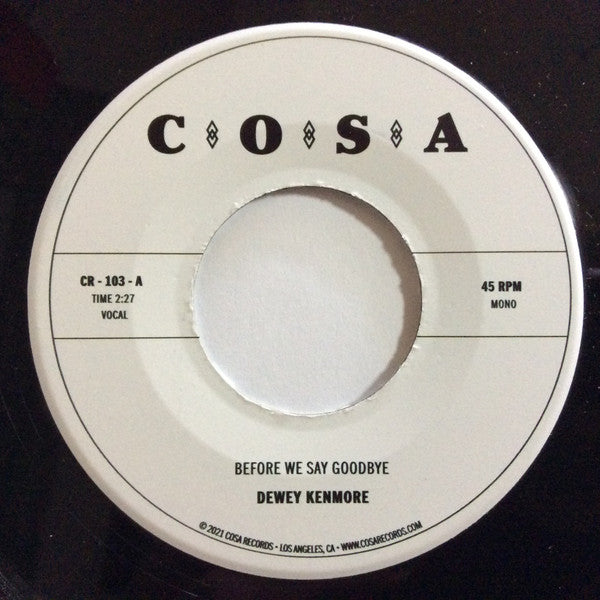 COSA
CR - 103 - A
TIME 2:27
VOCAL
45 RPM
MONO
BEFORE WE SAY GOODBYE
DEWEY KENMORE
© 2021 COSA RECORDS - LOS ANGELES, CA - WWW.COSARECORDS.COM